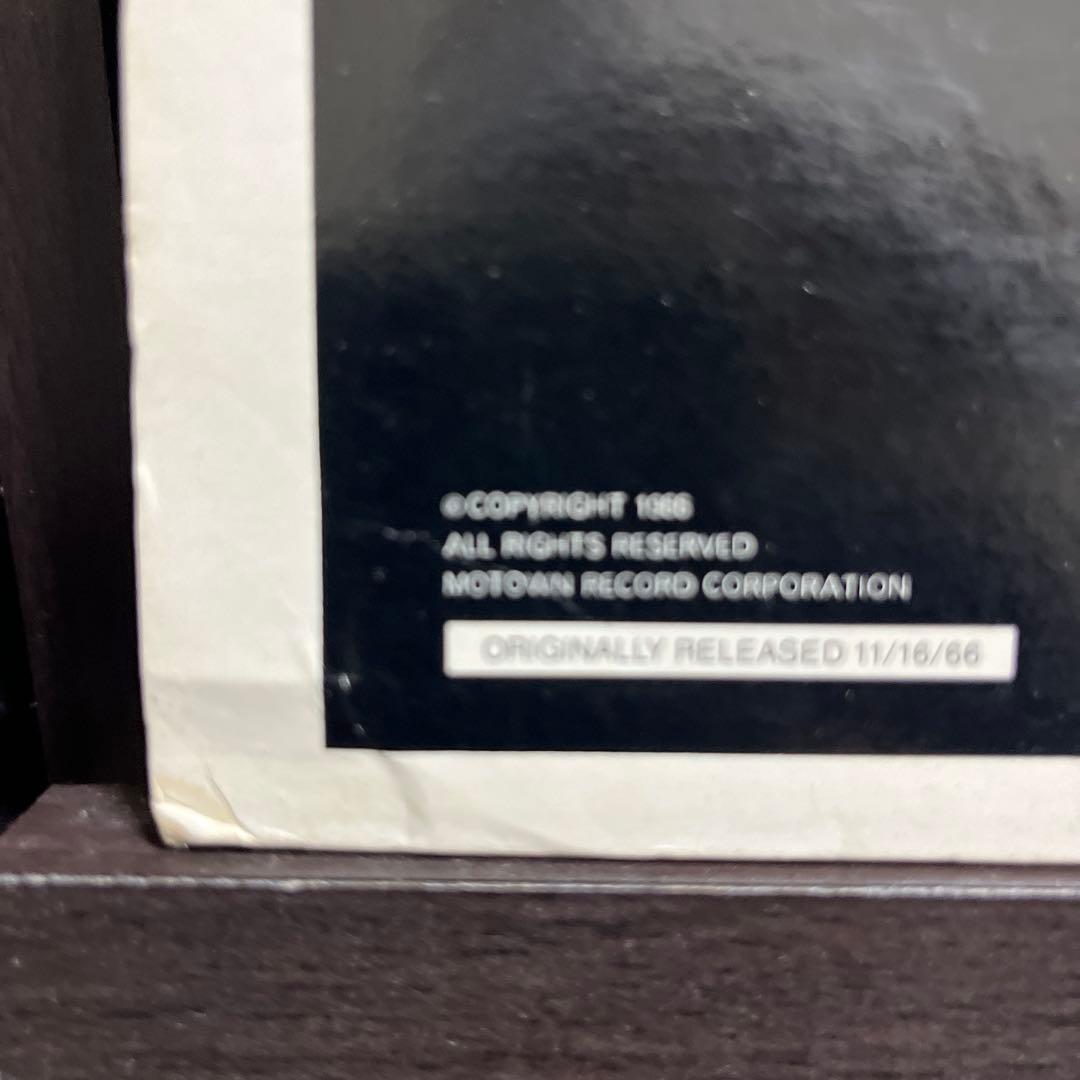 ©COPYRIGHT 1966
ALL RIGHTS RESERVED
MOTOWN RECORD CORPORATION
ORIGINALLY RELEASED 11/16/66